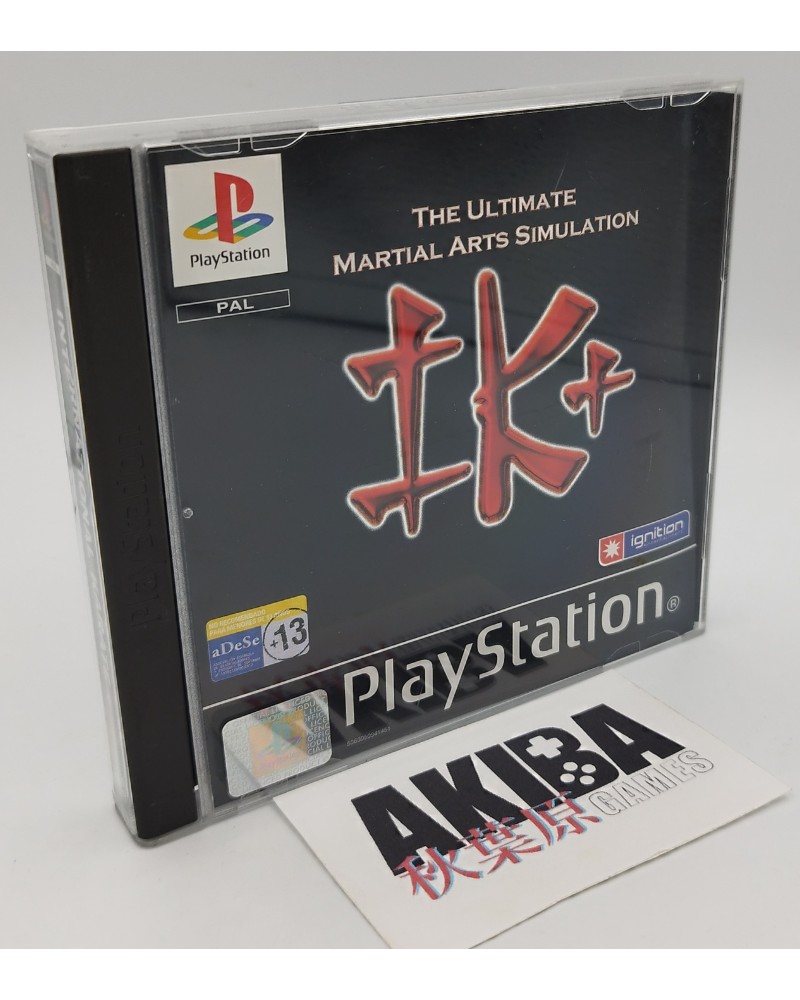 PlayStation
PAL
THE ULTIMATE
MARTIAL ARTS SIMULATION
IK+
ignition
aDeSe
+13
PlayStation®
AKIBA
秋葉原
GAMES